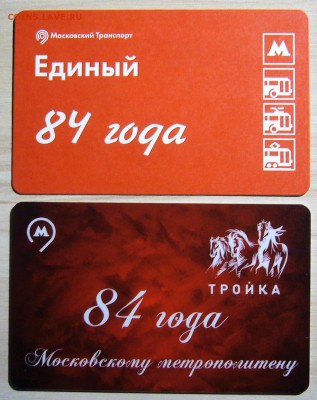 Московский Транспорт
М
Единый
84 года
М
ТРОЙКА
84 года
Московскому метрополитену